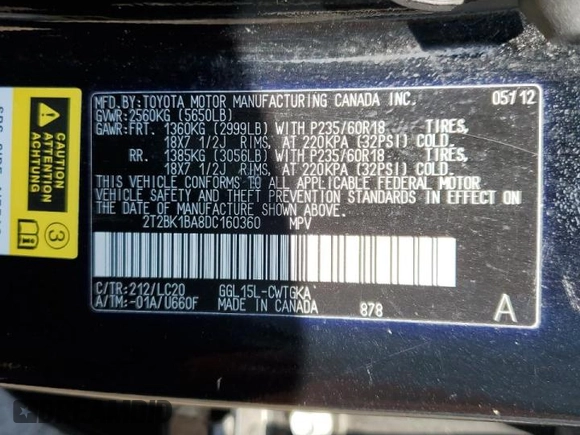 MFD. BY: TOYOTA MOTOR MANUFACTURING CANADA INC. 05/12
GVWR: 2560KG (5650LB)
GAWR: FRT. 1360KG (2999LB) WITH P235/60R18 TIRES,
18X7 1/2J RIMS, AT 220KPA (32PSI) COLD.
RR. 1385KG (3056LB) WITH P235/60R18 TIRES,
18X7 1/2J RIMS, AT 220KPA (32PSI) COLD.
THIS VEHICLE CONFORMS TO ALL APPLICABLE FEDERAL MOTOR
VEHICLE SAFETY AND THEFT PREVENTION STANDARDS IN EFFECT ON
THE DATE OF MANUFACTURE SHOWN ABOVE.
2T2BK1BA8DC160360 MPV
C/TR: 212/LC20 GGL15L-CWTGKA
A/TM: -01A/U660F MADE IN CANADA 878 A
CAUTION
ATTENTION
ACHTUNG
3